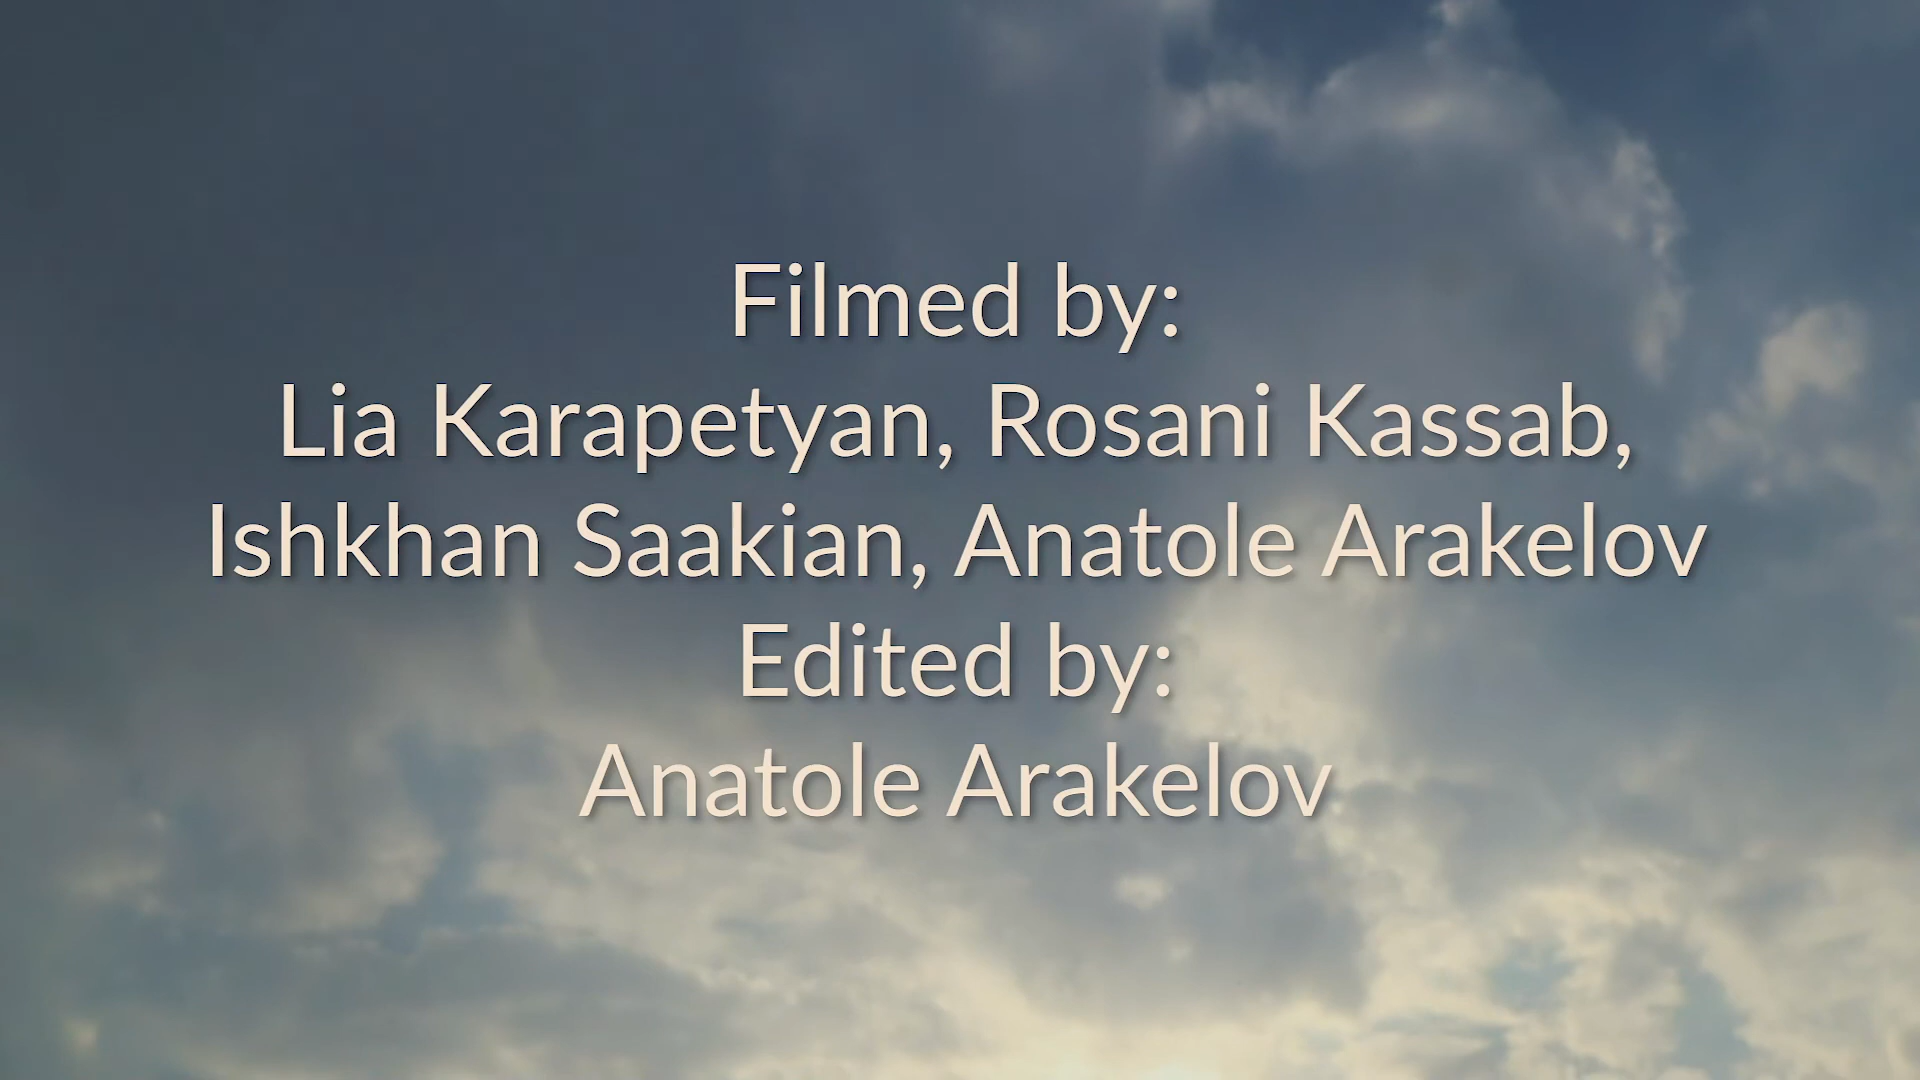 Filmed by:
Lia Karapetyan, Rosani Kassab,
Ishkhan Saakian, Anatole Arakelov
Edited by:
Anatole Arakelov